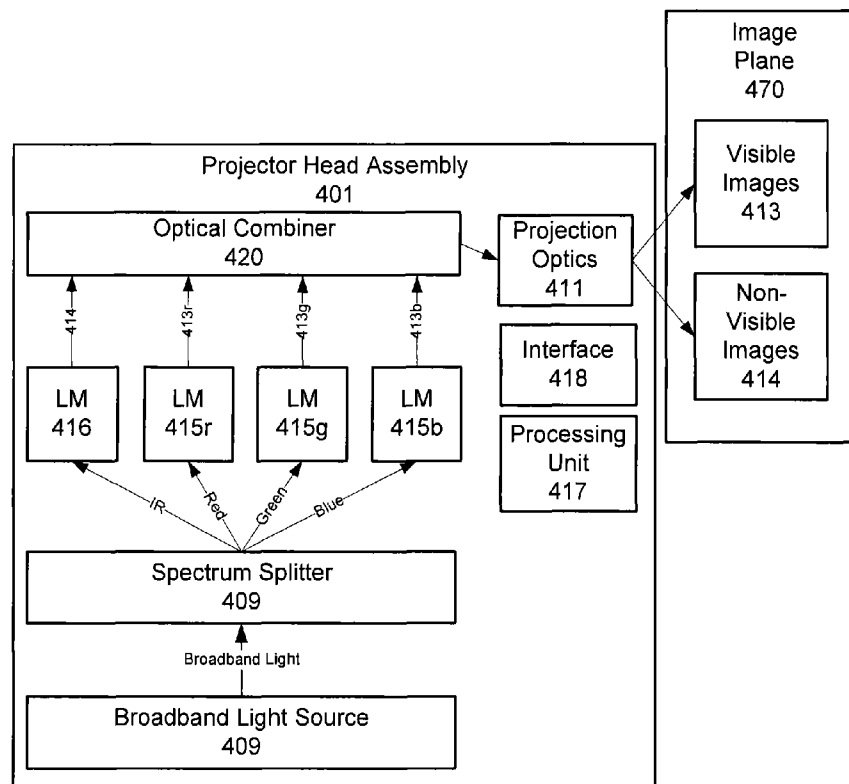 Image
Plane
470
Visible
Images
413
Non-
Visible
Images
414
Projector Head Assembly
401
Optical Combiner
420
Projection
Optics
411
414
413r
413g
413b
Interface
418
LM
416
LM
415r
LM
415g
LM
415b
Processing
Unit
417
IR
Red
Green
Blue
Spectrum Splitter
409
Broadband Light
Broadband Light Source
409